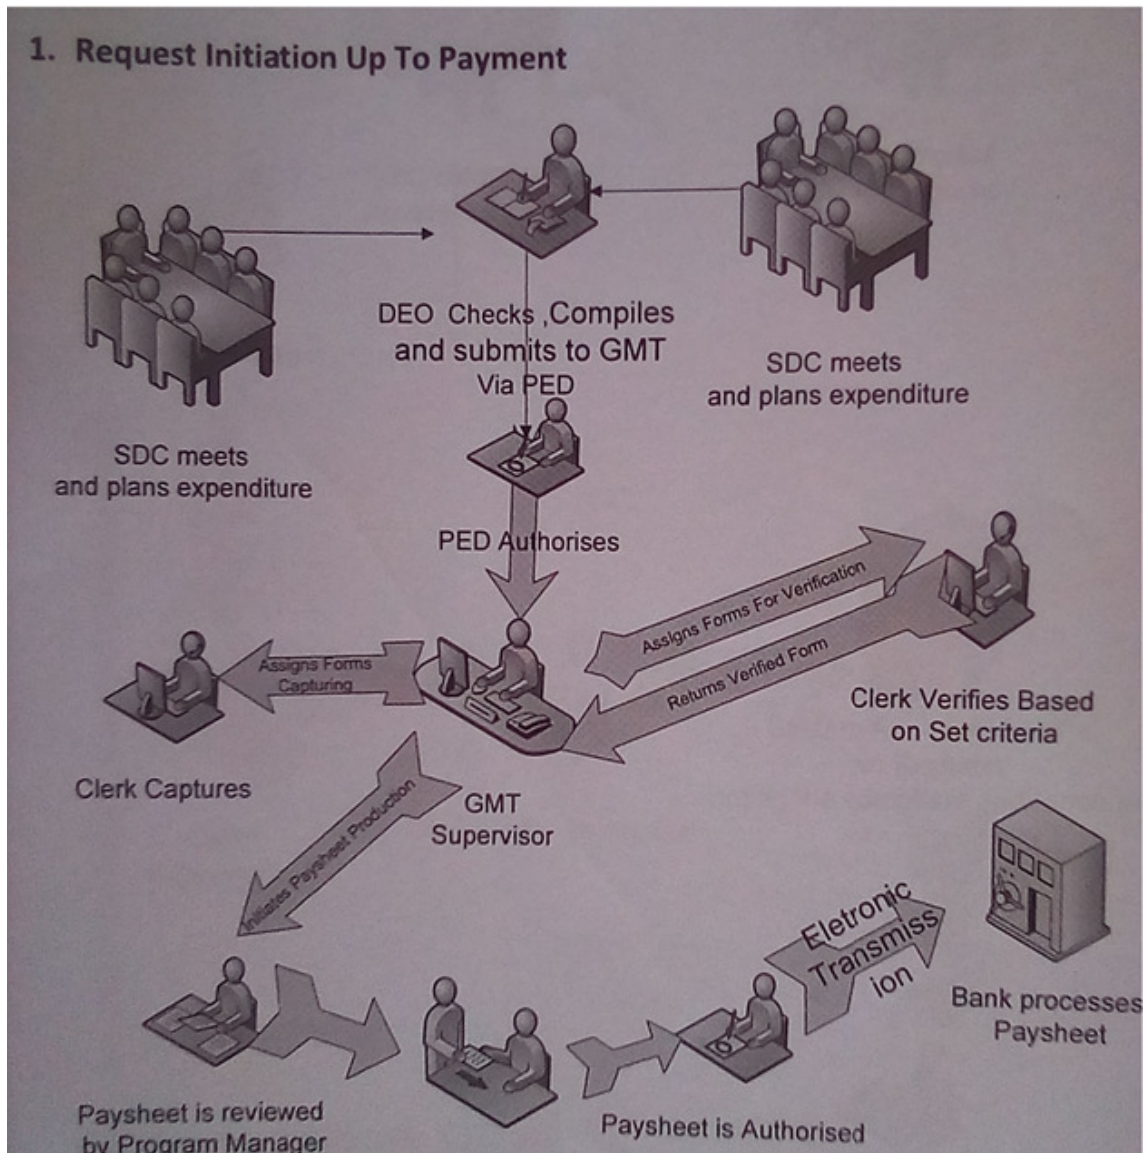 1. Request Initiation Up To Payment
DEO Checks ,Compiles
and submits to GMT
Via PED
SDC meets
and plans expenditure
SDC meets
and plans expenditure
PED Authorises
Assigns Forms For Verification
Returns Verified Form
Assigns Forms
Capturing
Clerk Verifies Based
on Set criteria
Clerk Captures
GMT
Supervisor
Initiates Paysheet Production
Eletronic
Transmiss
ion
Bank processes
Paysheet
Paysheet is reviewed
by Program Manager
Paysheet is Authorised